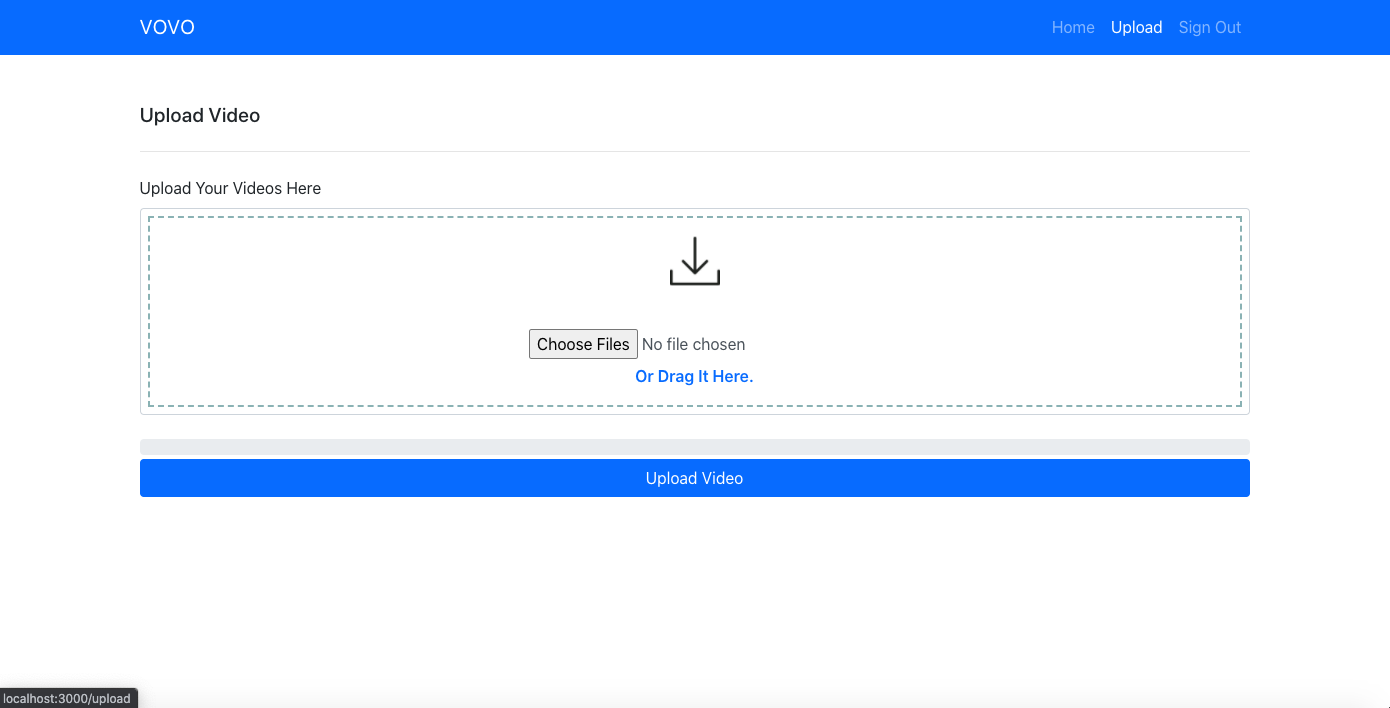 VOVO Home Upload Sign Out
Upload Video
Upload Your Videos Here
Choose Files No file chosen
Or Drag It Here.
Upload Video
localhost:3000/upload